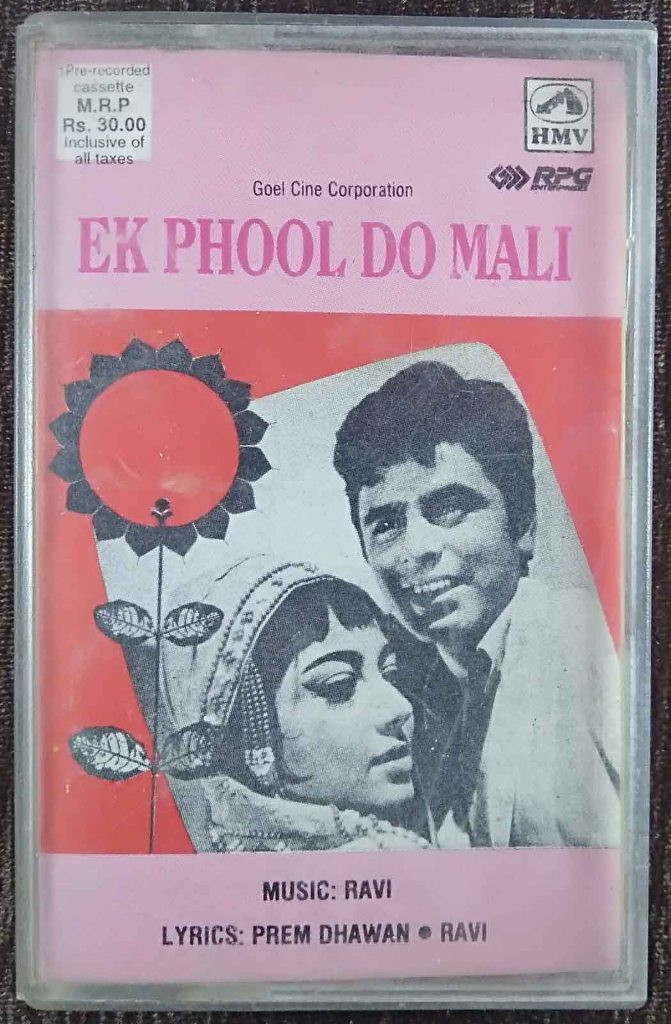 Pre-recorded
cassette
M.R.P
Rs. 30.00
inclusive of
all taxes
HMV
RPG
ENTERPRISES
Goel Cine Corporation
EK PHOOL DO MALI
MUSIC: RAVI
LYRICS: PREM DHAWAN ● RAVI